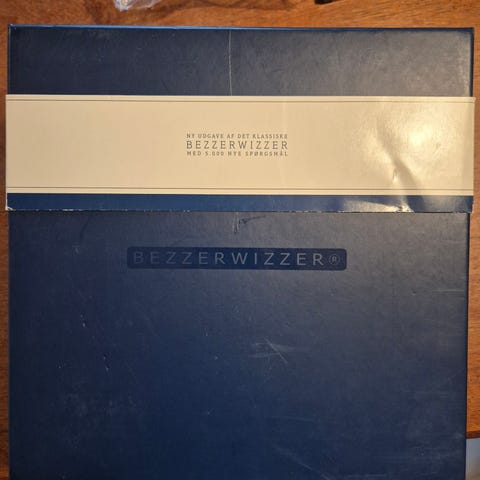 NY UDGAVE AF DET KLASSISKE
BEZZERWIZZER
MED 5.000 NYE SPØRGSMÅL
BEZZERWIZZER®